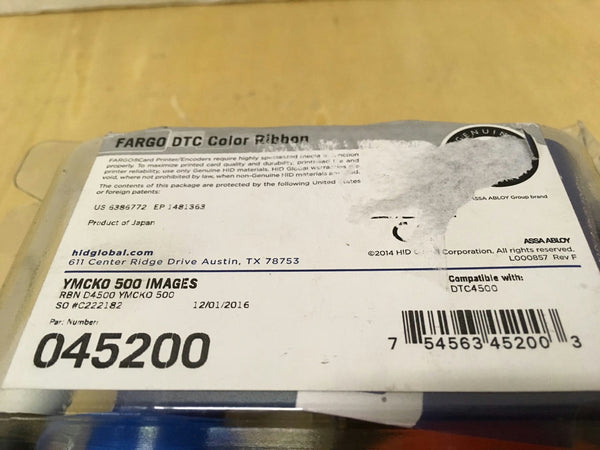 FARGO DTC Color Ribbon
GENUIN
FARGO®Card Printer/Encoders require highly specialized media to function
properly. To maximize printed card quality and durability, printhead life and
printer reliability, use only Genuine HID materials. HID Global warranties are
void, where not prohibited by law, when non-Genuine HID materials are used.
The contents of this package are protected by the following United States
or foreign patents:
ASSA ABLOY Group brand
US 6386772 EP 1481363
Product of Japan
ASSA ABLOY
hidglobal.com
©2014 HID Corporation. All rights reserved.
611 Center Ridge Drive Austin, TX 78753
L000857 Rev F
YMCKO 500 IMAGES
Compatible with:
RBN D4500 YMCKO 500
DTC4500
SO #C222182 12/01/2016
Part Number:
045200
7 54563 45200 3